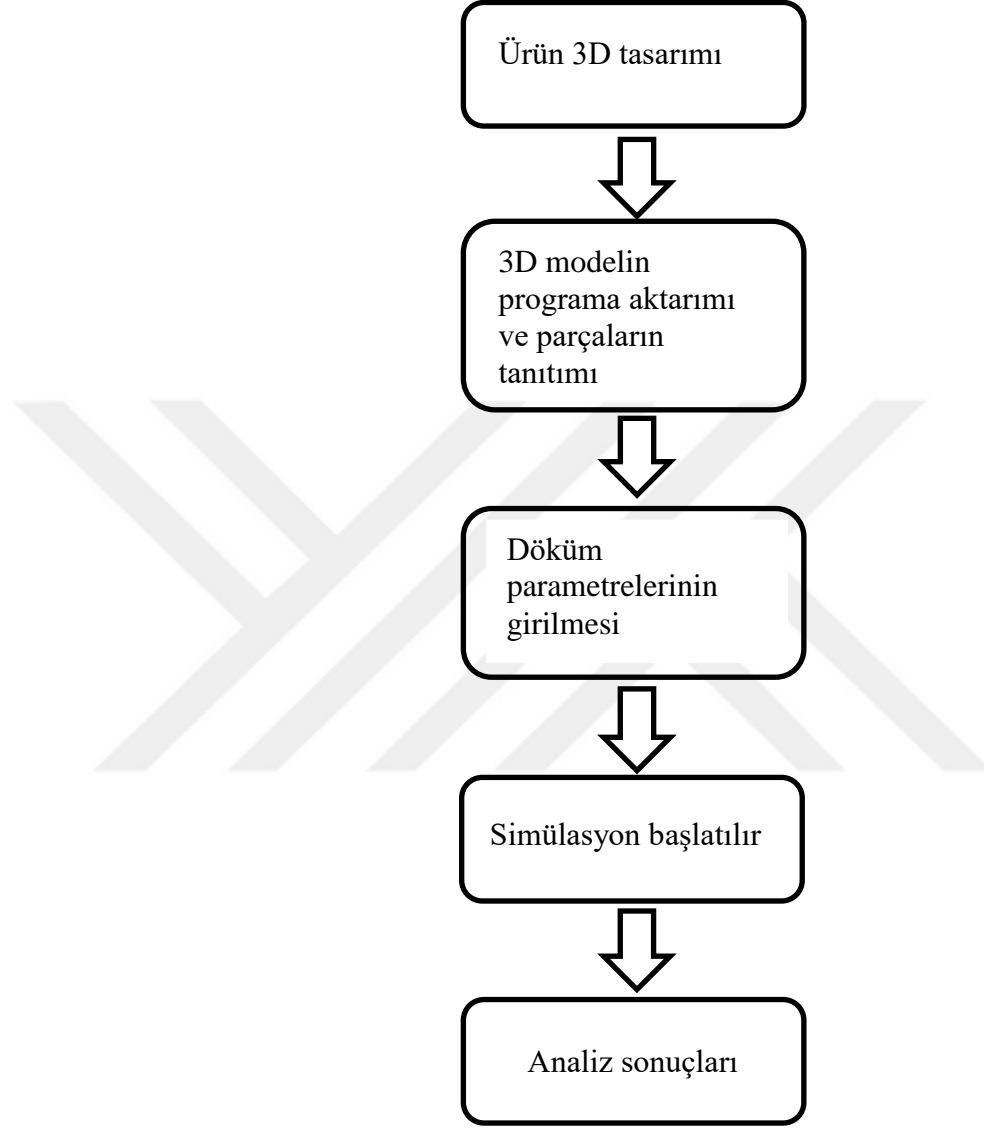 Ürün 3D tasarımı
3D modelin
programa aktarımı
ve parçaların
tanıtımı
Döküm
parametrelerinin
girilmesi
Simülasyon başlatılır
Analiz sonuçları